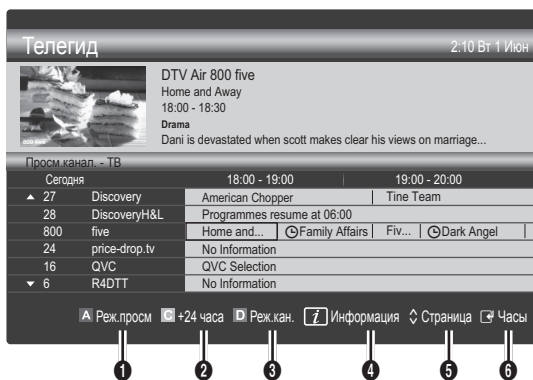 Телегид
2:10 Вт 1 Июн
DTV Air 800 five
Home and Away
18:00 - 18:30
Drama
Dani is devastated when scott makes clear his views on marriage...
800 five
Просм.канал. - ТВ
Сегодня 18:00 - 19:00 19:00 - 20:00
▲ 27 Discovery American Chopper Tine Team
28 DiscoveryH&L Programmes resume at 06:00
800 five Home and... Family Affairs Fiv... Dark Angel
24 price-drop.tv No Information
16 QVC QVC Selection
▼ 6 R4DTT No Information
A Реж.просм C +24 часа D Реж.кан. i Информация Страница Часы
1 2 3 4 5 6